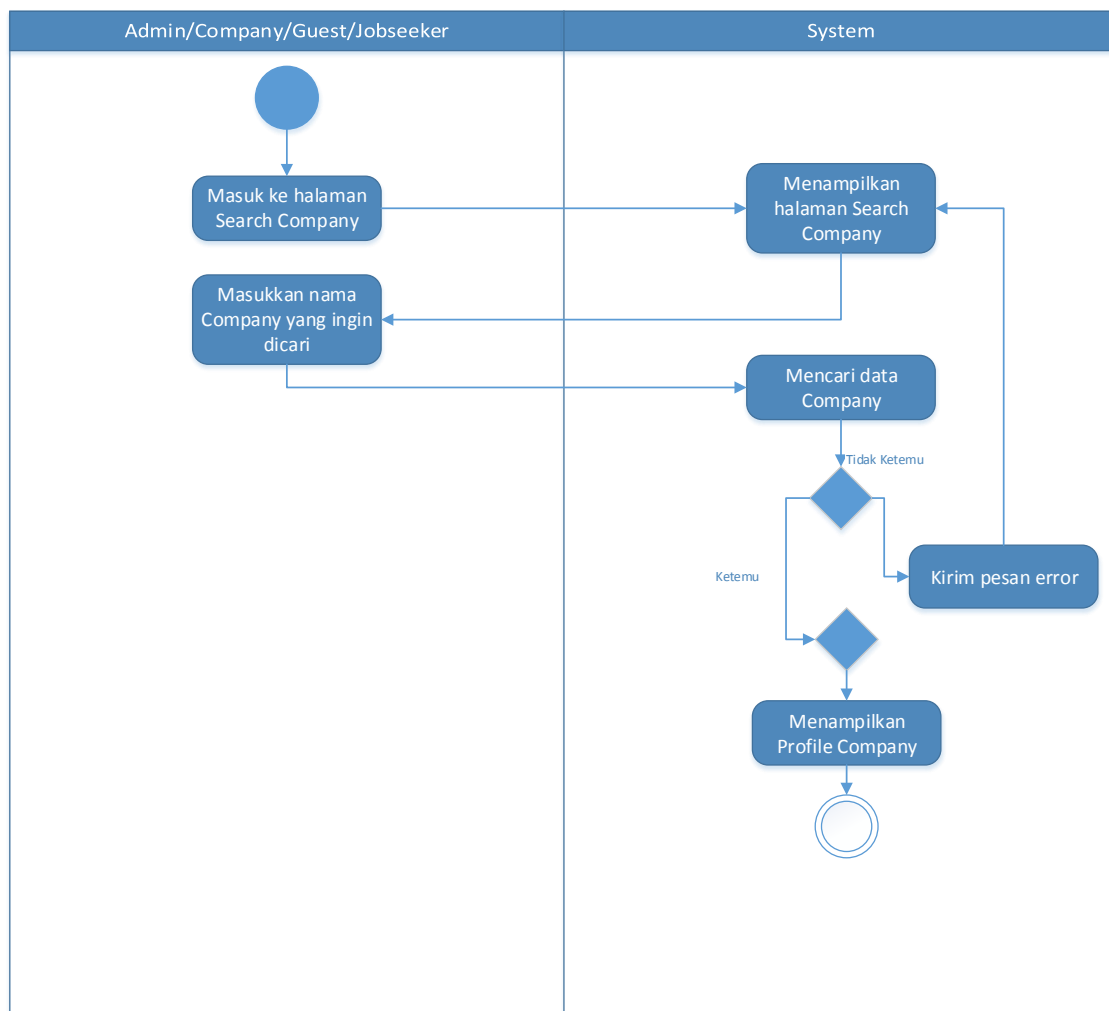 Admin/Company/Guest/Jobseeker
System
Masuk ke halaman
Search Company
Menampilkan
halaman Search
Company
Masukkan nama
Company yang ingin
dicari
Mencari data
Company
Tidak Ketemu
Ketemu
Kirim pesan error
Menampilkan
Profile Company